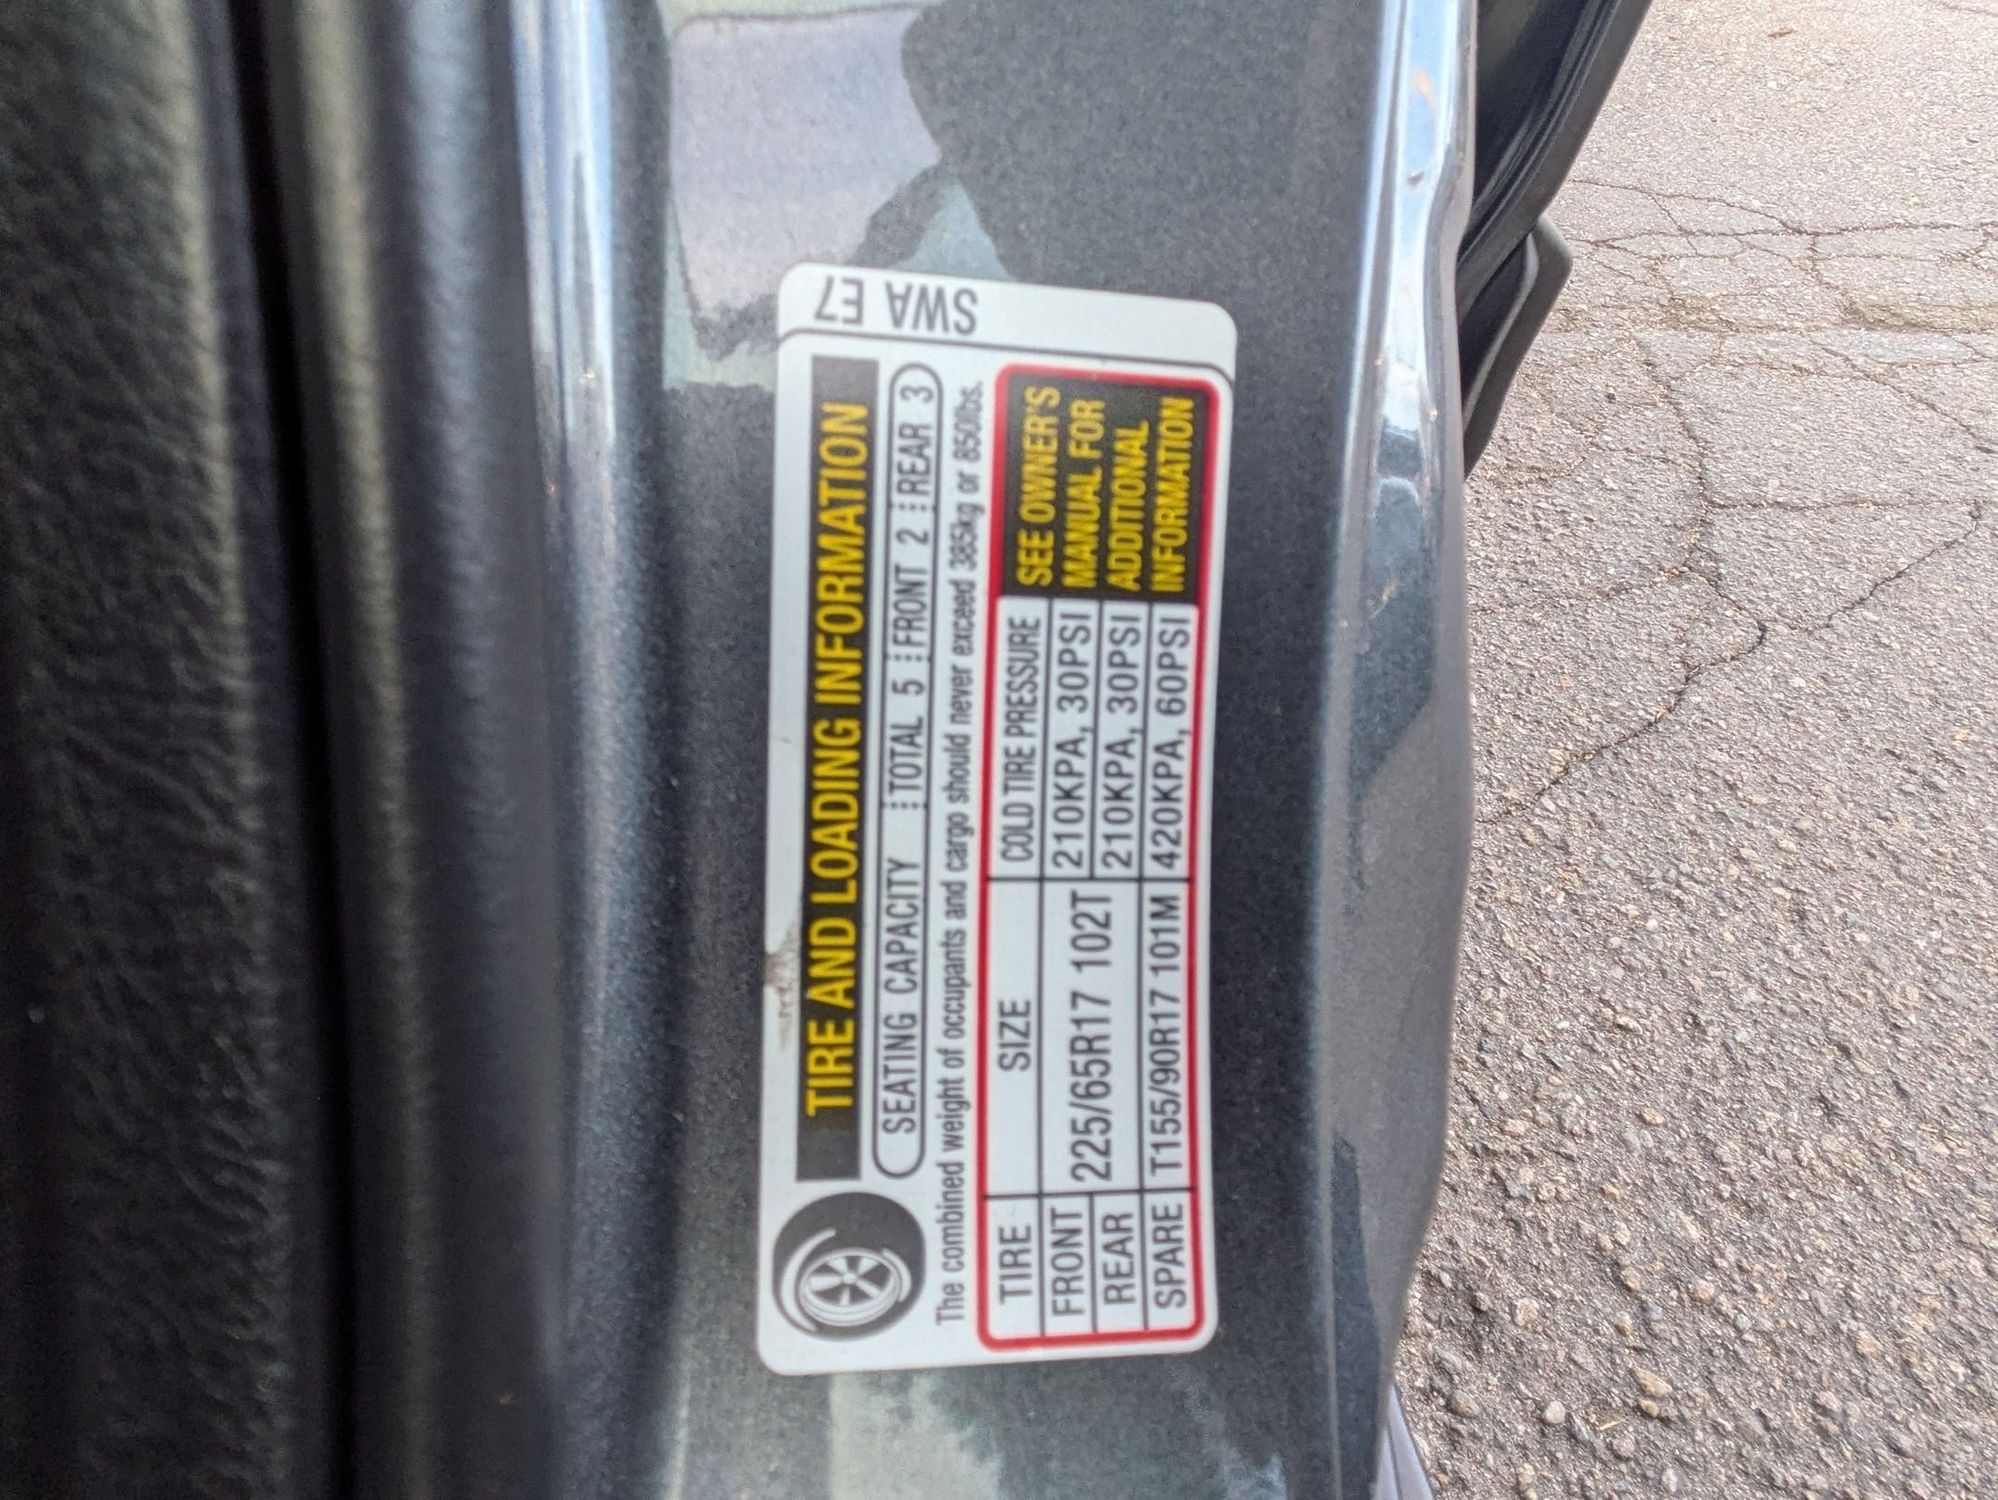 TIRE AND LOADING INFORMATION
SEATING CAPACITY TOTAL 5 FRONT 2 REAR 3
The combined weight of occupants and cargo should never exceed 385kg or 850lbs.
TIRE SIZE COLD TIRE PRESSURE
FRONT 225/65R17 102T 210KPA, 30PSI
REAR 210KPA, 30PSI
SPARE T155/90R17 101M 420KPA, 60PSI
SEE OWNER'S
MANUAL FOR
ADDITIONAL
INFORMATION
SWA E7